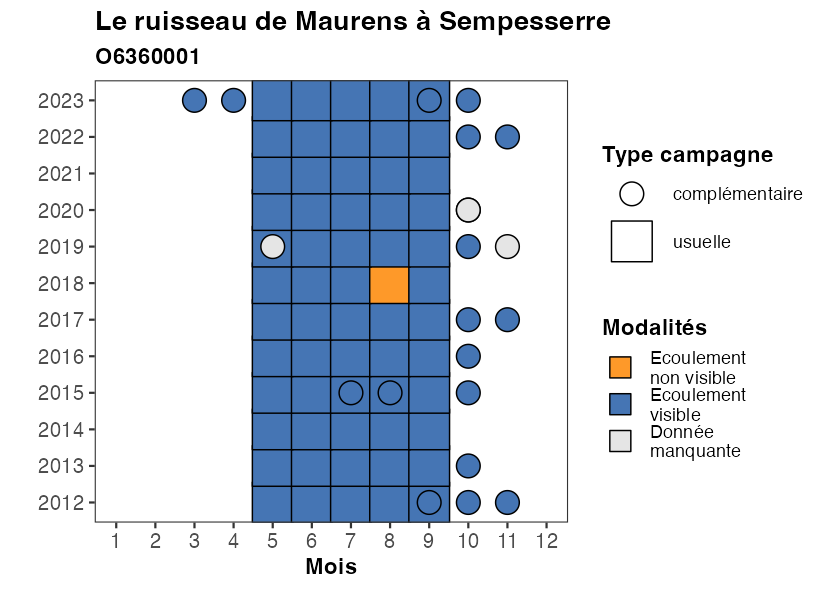 Le ruisseau de Maurens à Sempesserre
O6360001
2023
2022
2021
2020
2019
2018
2017
2016
2015
2014
2013
2012
1 2 3 4 5 6 7 8 9 10 11 12
Mois
Type campagne
complémentaire
usuelle
Modalités
Ecoulement
non visible
Ecoulement
visible
Donnée
manquante